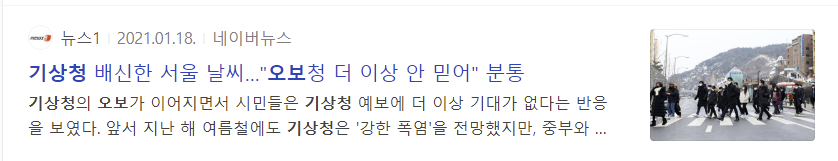 뉴스1 2021.01.18. 네이버뉴스
기상청 배신한 서울 날씨..."오보청 더 이상 안 믿어" 분통
기상청의 오보가 이어지면서 시민들은 기상청 예보에 더 이상 기대가 없다는 반응
을 보였다. 앞서 지난 해 여름철에도 기상청은 '강한 폭염'을 전망했지만, 중부와 ...